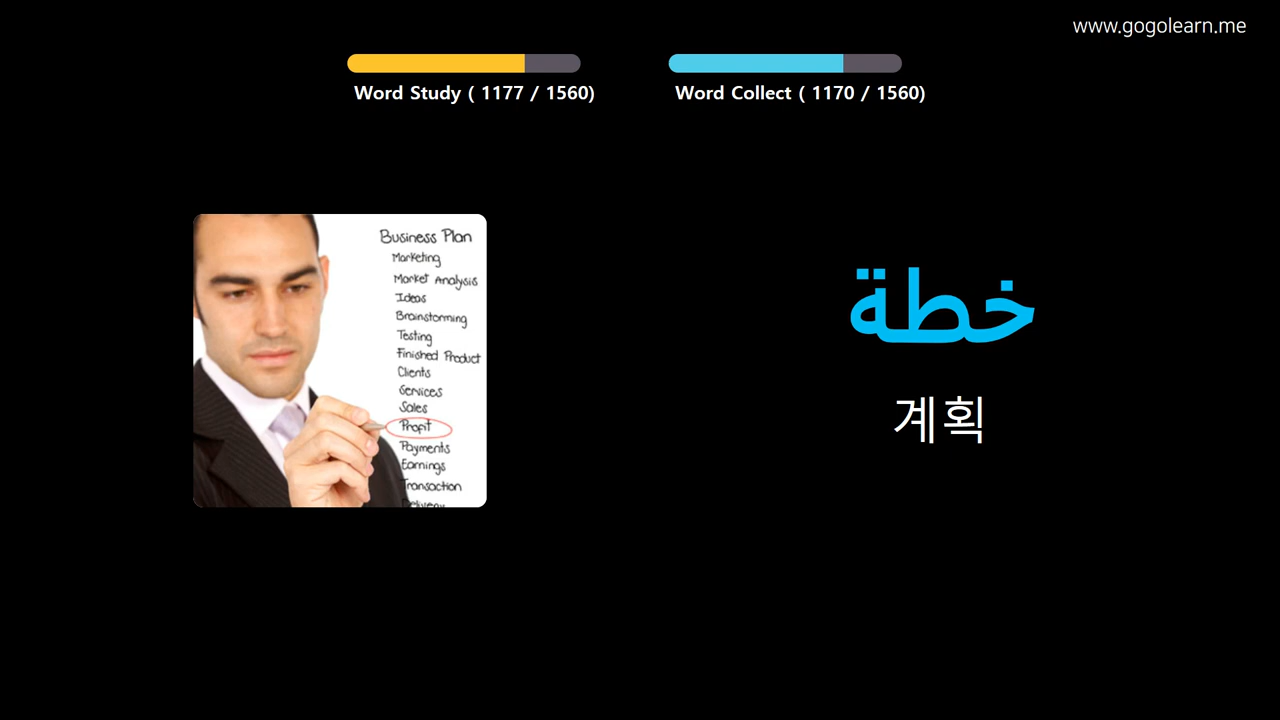 www.gogolearn.me
Word Study ( 1177 / 1560)
Word Collect ( 1170 / 1560)
Business Plan
Marketing
Market Analysis
Ideas
Brainstorming
Testing
Finished Product
Clients
Services
Sales
Profit
Payments
Earnings
Transaction
Delivery
خطة
계획